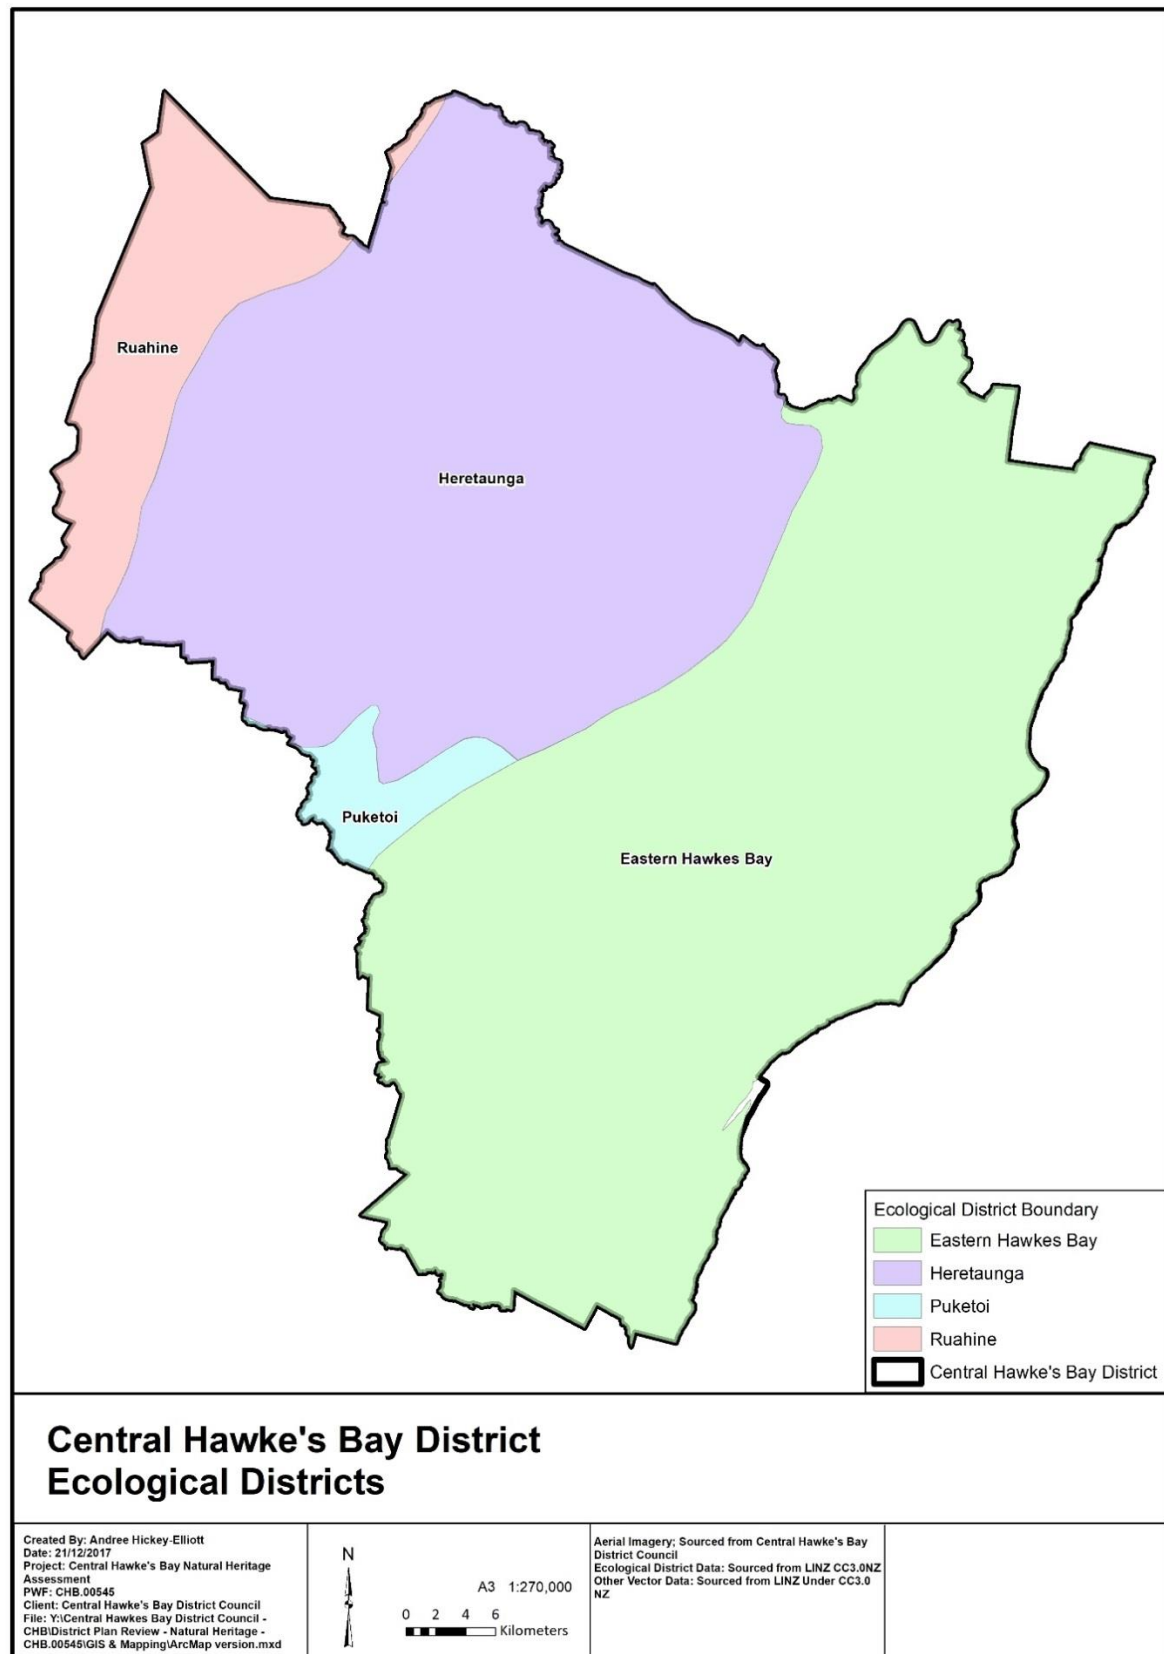 Ruahine
Heretaunga
Puketoi
Eastern Hawkes Bay
Ecological District Boundary
Eastern Hawkes Bay
Heretaunga
Puketoi
Ruahine
Central Hawke's Bay District
Central Hawke's Bay District
Ecological Districts
Created By: Andree Hickey-Elliott
Date: 21/12/2017
Project: Central Hawke's Bay Natural Heritage
Assessment
PWF: CHB.00545
Client: Central Hawke's Bay District Council
File: Y:\Central Hawkes Bay District Council -
CHB\District Plan Review - Natural Heritage -
CHB.00545\GIS & Mapping\ArcMap version.mxd
N
A3 1:270,000
0 2 4 6
Kilometers
Aerial Imagery; Sourced from Central Hawke's Bay
District Council
Ecological District Data: Sourced from LINZ CC3.0NZ
Other Vector Data: Sourced from LINZ Under CC3.0
NZ